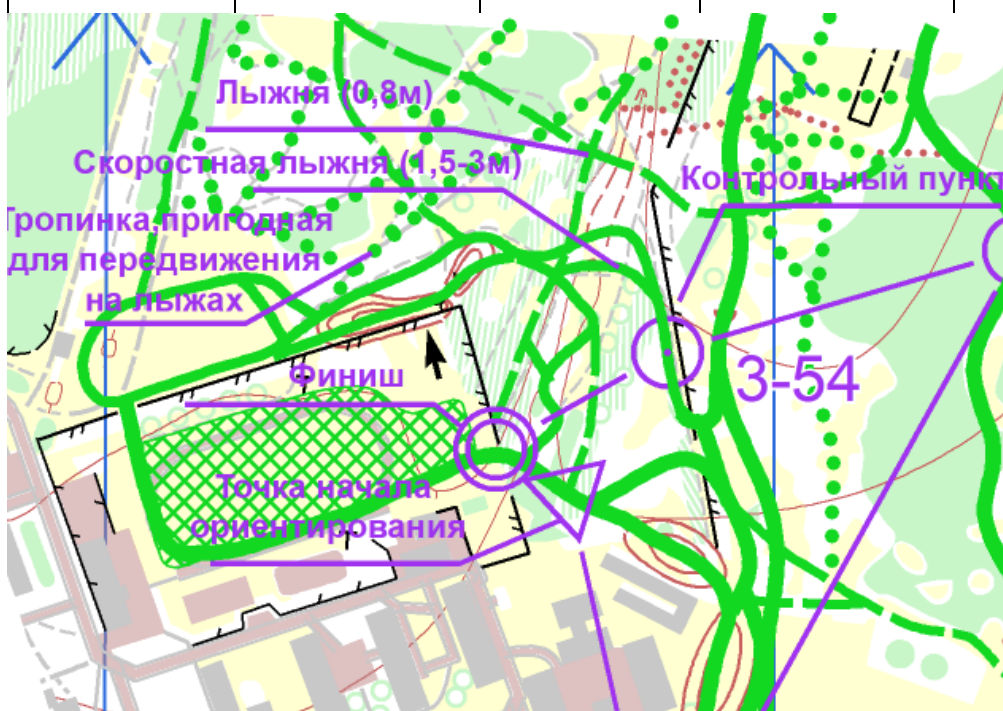 Лыжня (0,8м)
Скоростная лыжня (1,5-3м)
Контрольный пункт
Тропинка,пригодная
для передвижения
на лыжах
Финиш
3-54
Точка начала
ориентирования